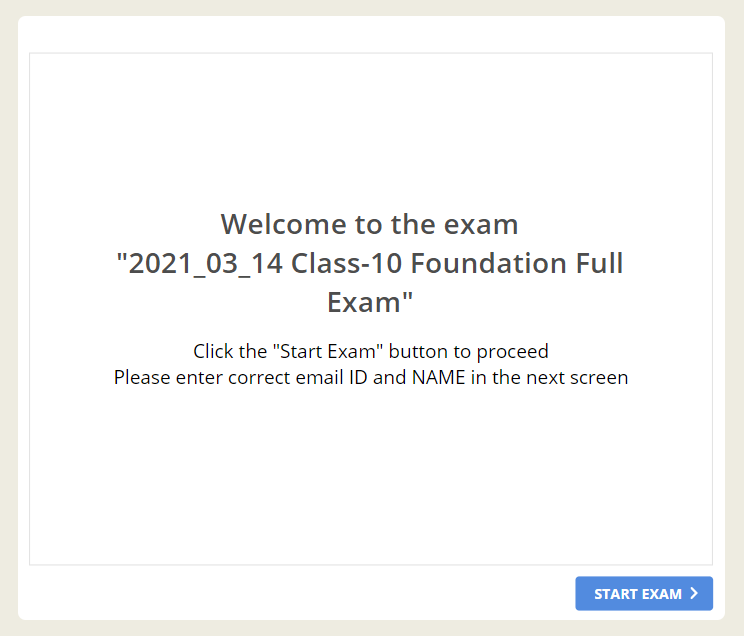 Welcome to the exam
"2021_03_14 Class-10 Foundation Full
Exam"
Click the "Start Exam" button to proceed
Please enter correct email ID and NAME in the next screen
START EXAM